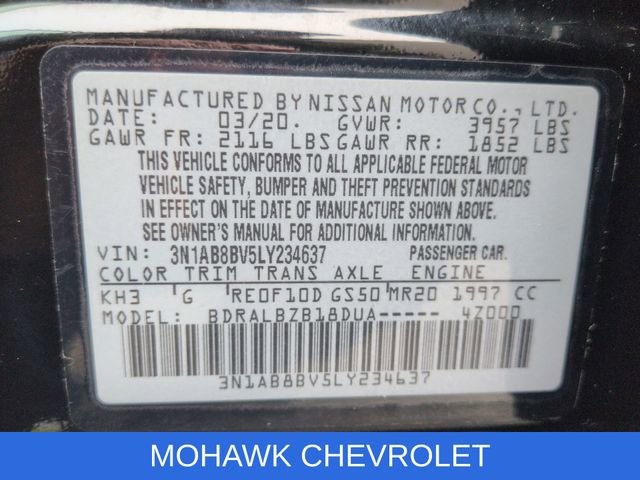 MANUFACTURED BY NISSAN MOTOR CO., LTD.
DATE: 03/20. GVWR: 3957 LBS
GAWR FR: 2116 LBS GAWR RR: 1852 LBS
THIS VEHICLE CONFORMS TO ALL APPLICABLE FEDERAL MOTOR
VEHICLE SAFETY, BUMPER AND THEFT PREVENTION STANDARDS
IN EFFECT ON THE DATE OF MANUFACTURE SHOWN ABOVE.
SEE OWNER'S MANUAL FOR ADDITIONAL INFORMATION
VIN: 3N1AB8BV5LY234637 PASSENGER CAR.
COLOR TRIM TRANS AXLE ENGINE
KH3 G RE0F10D GS50 MR20 1997 CC
MODEL: BDRALBZB18DUA----- 4Z000
3N1AB8BV5LY234637
MOHAWK CHEVROLET